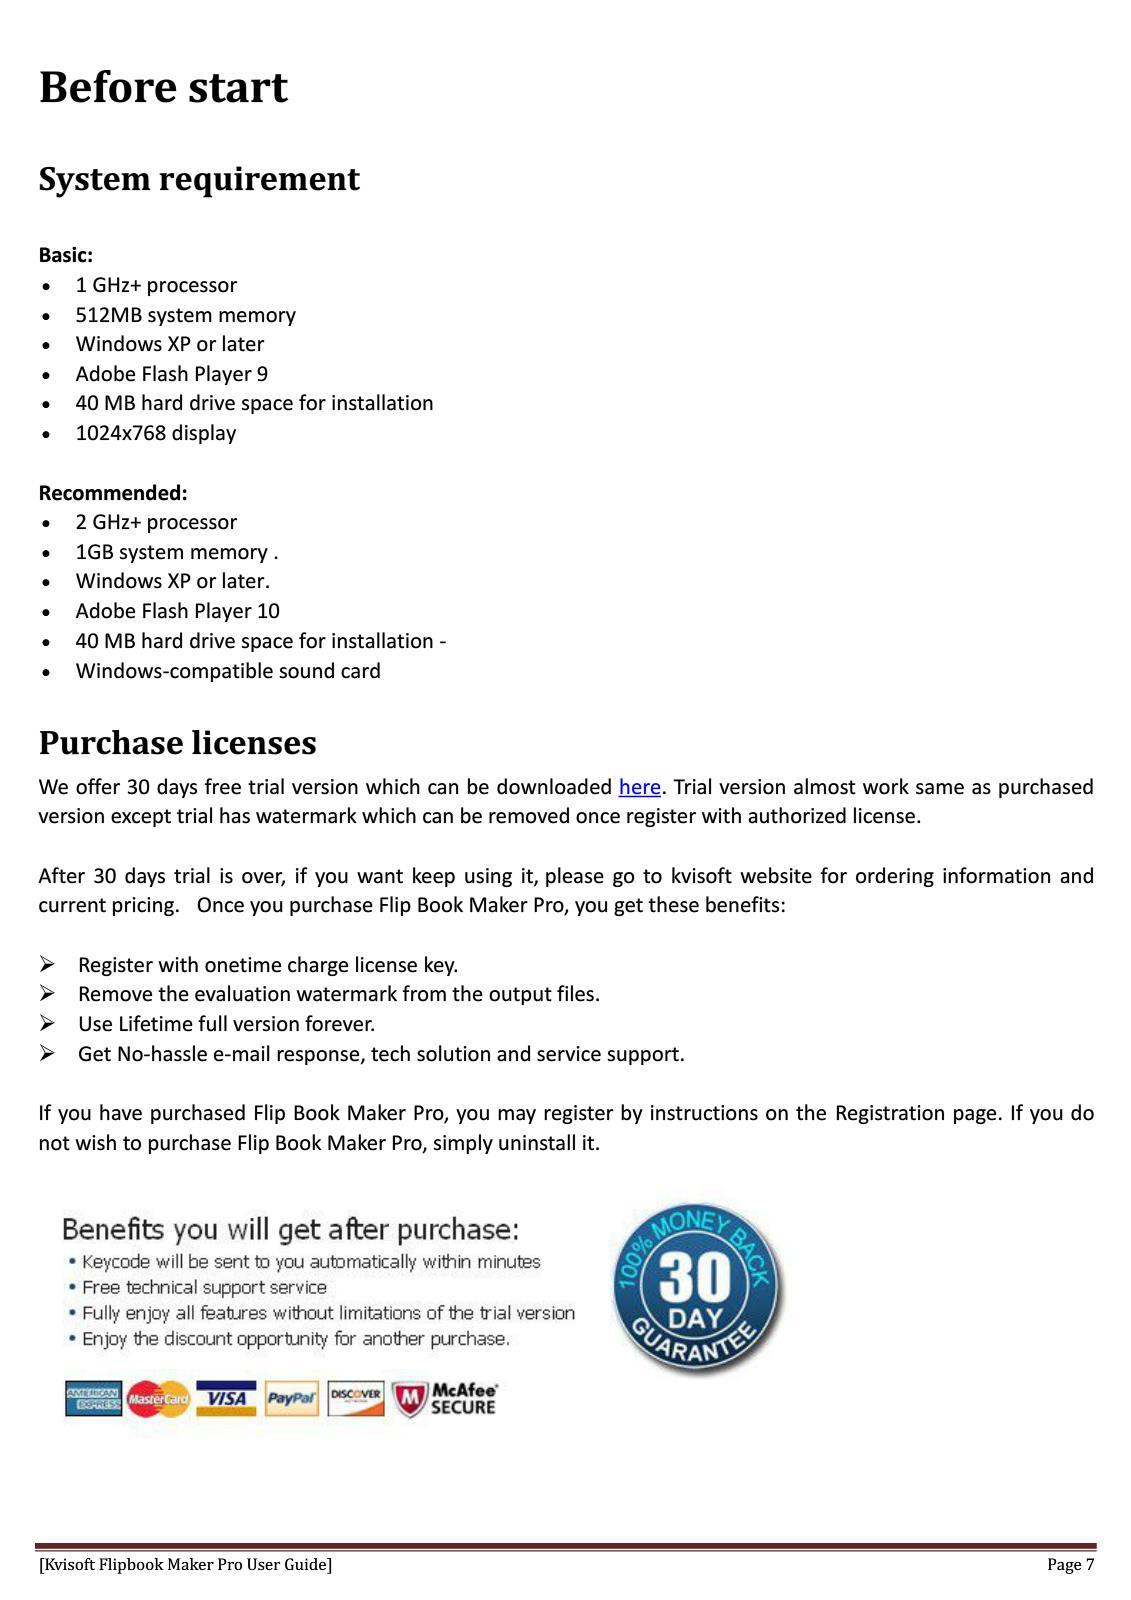 Before start
System requirement
Basic:
• 1 GHz+ processor
• 512MB system memory
• Windows XP or later
• Adobe Flash Player 9
• 40 MB hard drive space for installation
• 1024x768 display
Recommended:
• 2 GHz+ processor
• 1GB system memory .
• Windows XP or later.
• Adobe Flash Player 10
• 40 MB hard drive space for installation -
• Windows-compatible sound card
Purchase licenses
We offer 30 days free trial version which can be downloaded here. Trial version almost work same as purchased
version except trial has watermark which can be removed once register with authorized license.
After 30 days trial is over, if you want keep using it, please go to kvisoft website for ordering information and
current pricing.   Once you purchase Flip Book Maker Pro, you get these benefits:
➢ Register with onetime charge license key.
➢ Remove the evaluation watermark from the output files.
➢ Use Lifetime full version forever.
➢ Get No-hassle e-mail response, tech solution and service support.
If you have purchased Flip Book Maker Pro, you may register by instructions on the Registration page. If you do
not wish to purchase Flip Book Maker Pro, simply uninstall it.
Benefits you will get after purchase:
• Keycode will be sent to you automatically within minutes
• Free technical support service
• Fully enjoy all features without limitations of the trial version
• Enjoy the discount opportunity for another purchase.
100% MONEY BACK
30
DAY
GUARANTEE
AMERICAN
EXPRESS
MasterCard
VISA
PayPal
DISCOVER
NETWORK
McAfee
SECURE
[Kvisoft Flipbook Maker Pro User Guide] Page 7